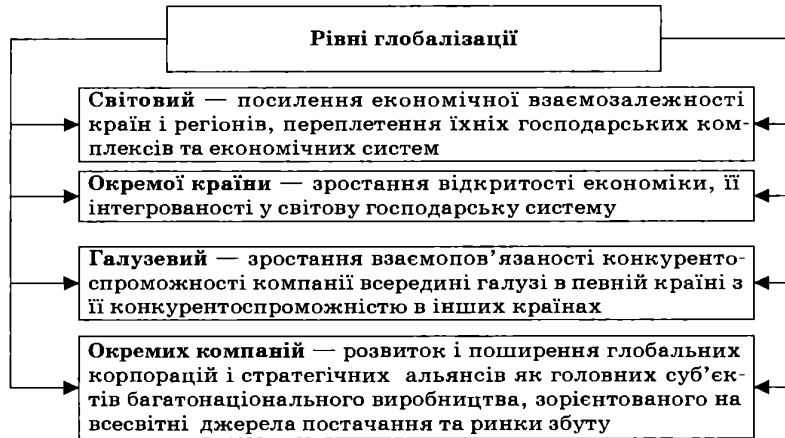 Рівні глобалізації
Світовий — посилення економічної взаємозалежності
країн і регіонів, переплетення їхніх господарських ком-
плексів та економічних систем
Окремої країни — зростання відкритості економіки, її
інтегрованості у світову господарську систему
Галузевий — зростання взаємопов’язаності конкуренто-
спроможності компанії всередині галузі в певній країні з
її конкурентоспроможністю в інших країнах
Окремих компаній — розвиток і поширення глобальних
корпорацій і стратегічних альянсів як головних суб’єк-
тів багатонаціонального виробництва, зорієнтованого на
всесвітні джерела постачання та ринки збуту